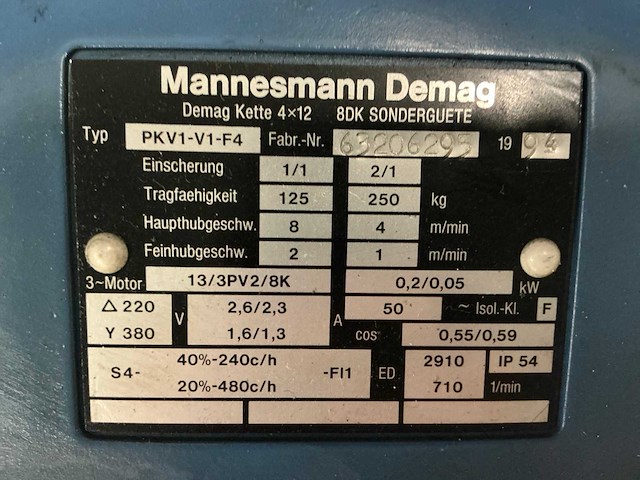 Mannesmann Demag
Demag Kette 4×12 8DK SONDERGUETE
Typ PKV1-V1-F4 Fabr.-Nr. 63206295 19 94
Einscherung 1/1 2/1
Tragfaehigkeit 125 250 kg
Haupthubgeschw. 8 4 m/min
Feinhubgeschw. 2 1 m/min
3~Motor 13/3PV2/8K 0,2/0,05 kW
△ 220 V 2,6/2,3 A 50 ~ Isol.-Kl. F
Y 380 1,6/1,3 cos 0,55/0,59
S4- 40%-240c/h -FI1 ED 2910 IP 54
20%-480c/h 710 1/min